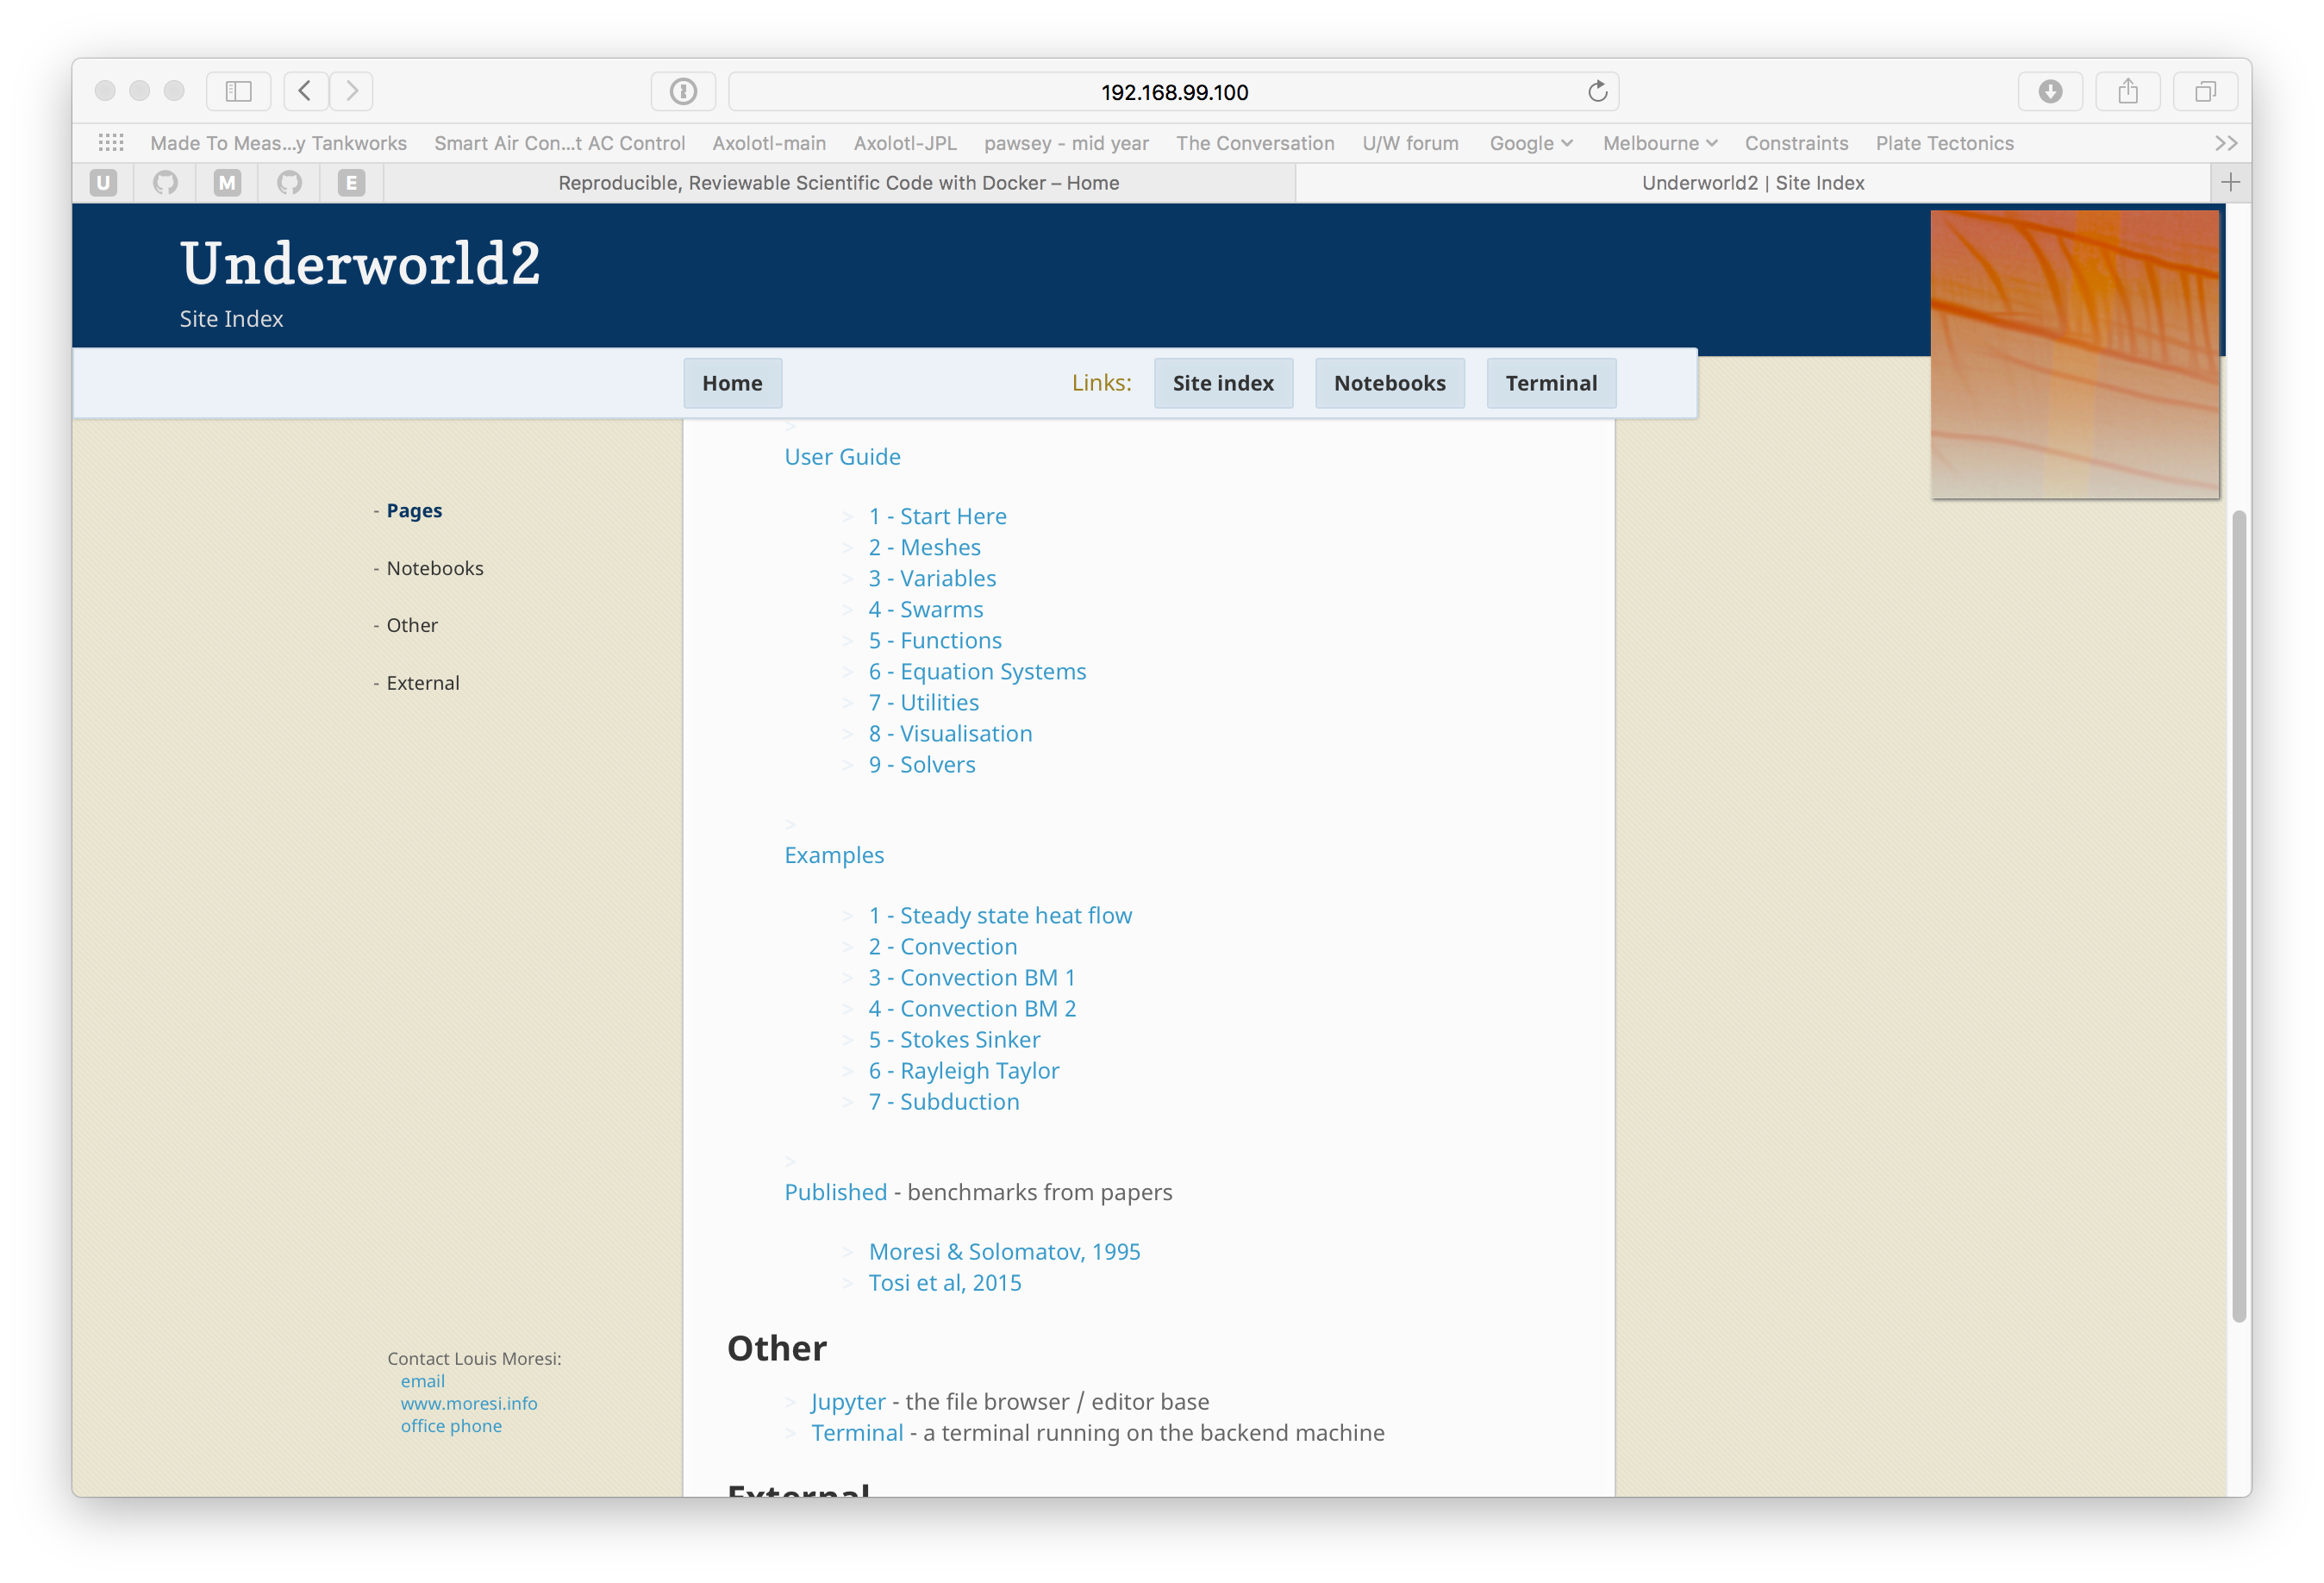 192.168.99.100
Made To Meas...y Tankworks Smart Air Con...t AC Control Axolotl-main Axolotl-JPL pawsey - mid year The Conversation U/W forum Google Melbourne Constraints Plate Tectonics >>
U M E Reproducible, Reviewable Scientific Code with Docker – Home Underworld2 | Site Index +
Underworld2
Site Index
Home Links: Site index Notebooks Terminal
- Pages
- Notebooks
- Other
- External
Contact Louis Moresi:
email
www.moresi.info
office phone
>
User Guide
> 1 - Start Here
> 2 - Meshes
> 3 - Variables
> 4 - Swarms
> 5 - Functions
> 6 - Equation Systems
> 7 - Utilities
> 8 - Visualisation
> 9 - Solvers
>
Examples
> 1 - Steady state heat flow
> 2 - Convection
> 3 - Convection BM 1
> 4 - Convection BM 2
> 5 - Stokes Sinker
> 6 - Rayleigh Taylor
> 7 - Subduction
>
Published - benchmarks from papers
> Moresi & Solomatov, 1995
> Tosi et al, 2015
Other
> Jupyter - the file browser / editor base
> Terminal - a terminal running on the backend machine
External